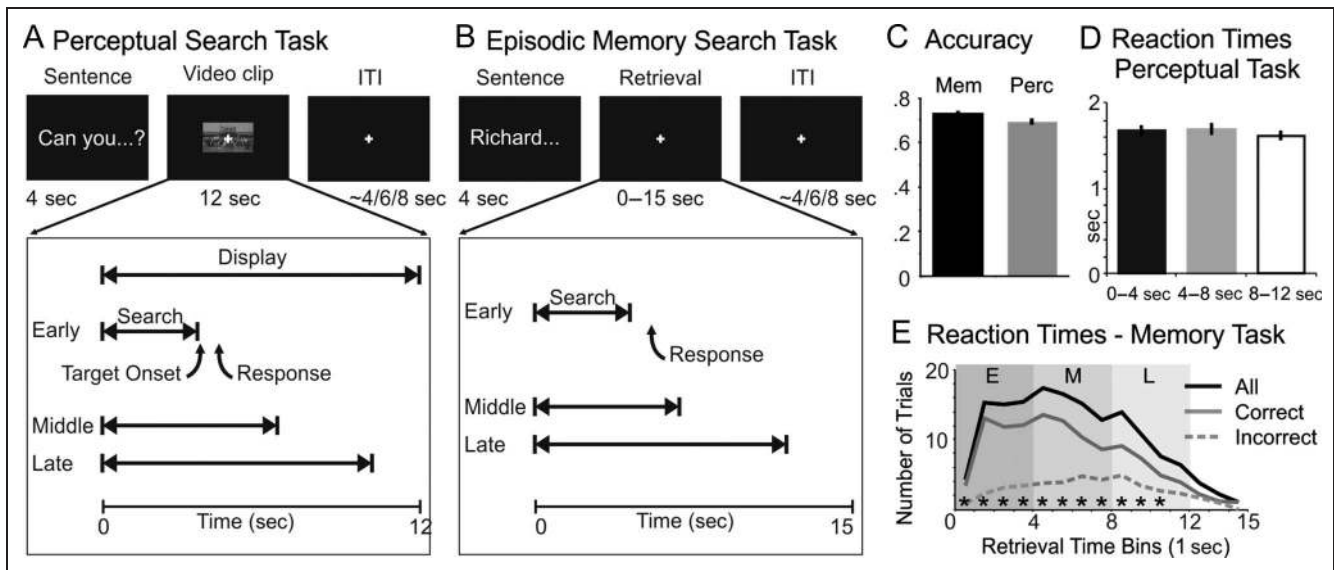 A Perceptual Search Task
Sentence
Video clip
ITI
Can you...?
4 sec
12 sec
~4/6/8 sec
Display
Early
Search
Target Onset
Response
Middle
Late
0
Time (sec)
12
B Episodic Memory Search Task
Sentence
Retrieval
ITI
Richard...
4 sec
0–15 sec
~4/6/8 sec
Early
Search
Response
Middle
Late
0
Time (sec)
15
C Accuracy
Mem Perc
.8
.6
.4
.2
0
D Reaction Times
Perceptual Task
2
1
0
sec
0–4 sec 4–8 sec 8–12 sec
E Reaction Times - Memory Task
20
10
Number of Trials
E M L
All
Correct
Incorrect
* * * * * * * * * * *
0 4 8 12 15
Retrieval Time Bins (1 sec)